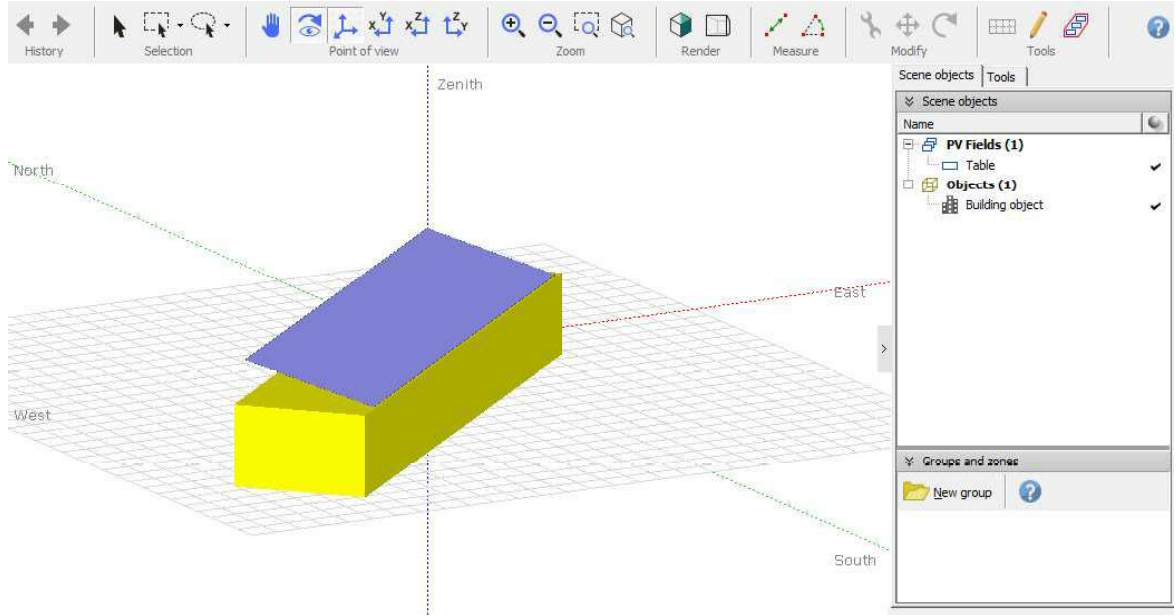 History
Selection
Point of view
Zoom
Render
Measure
Modify
Tools
Scene objects
Tools
Scene objects
Name
PV Fields (1)
Table
Objects (1)
Building object
Groups and zones
New group
Zenith
North
East
West
South